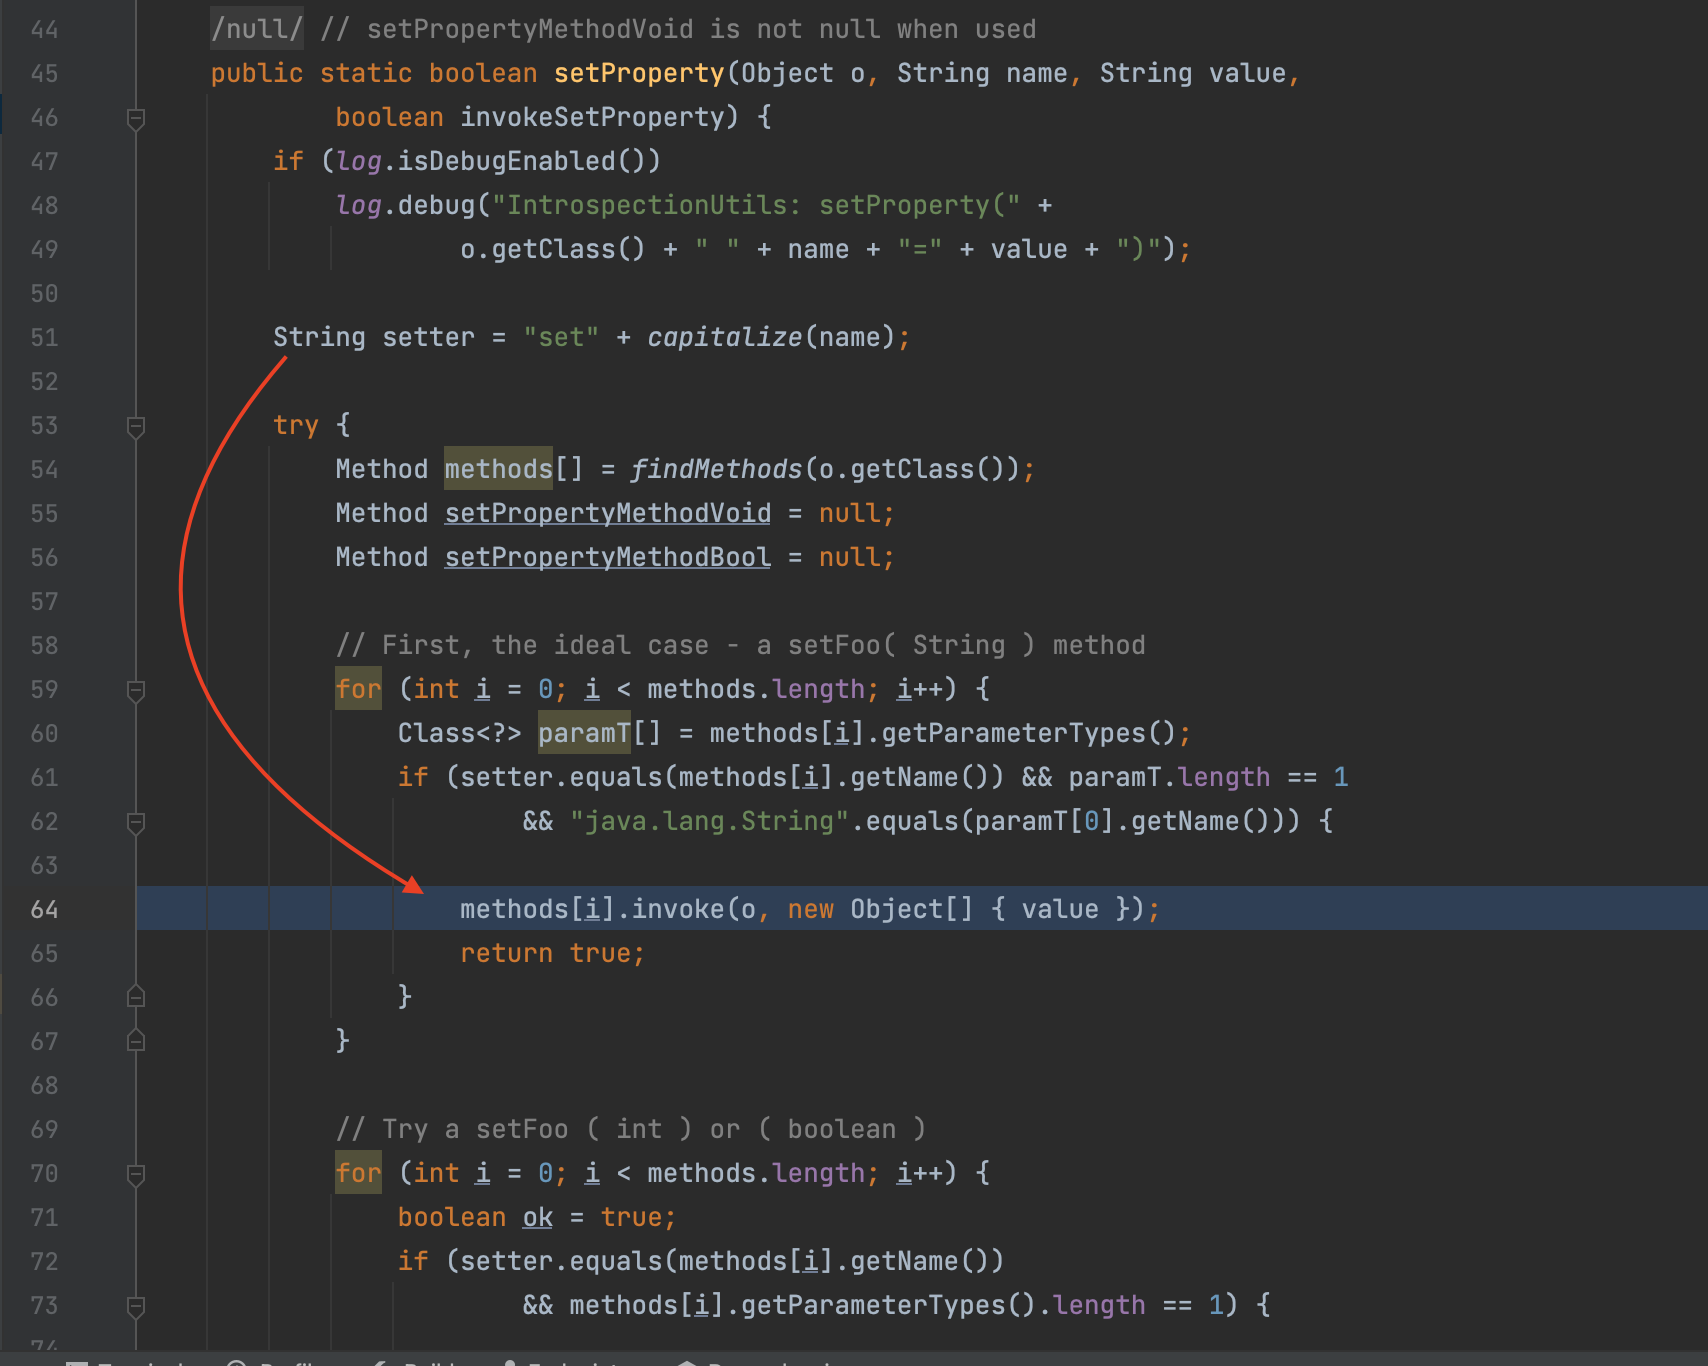 44 /null/ // setPropertyMethodVoid is not null when used
45 public static boolean setProperty(Object o, String name, String value,
46 boolean invokeSetProperty) {
47 if (log.isDebugEnabled())
48 log.debug("IntrospectionUtils: setProperty(" +
49 o.getClass() + " " + name + "=" + value + ")");
50
51 String setter = "set" + capitalize(name);
52
53 try {
54 Method methods[] = findMethods(o.getClass());
55 Method setPropertyMethodVoid = null;
56 Method setPropertyMethodBool = null;
57
58 // First, the ideal case - a setFoo( String ) method
59 for (int i = 0; i < methods.length; i++) {
60 Class<?> paramT[] = methods[i].getParameterTypes();
61 if (setter.equals(methods[i].getName()) && paramT.length == 1
62 && "java.lang.String".equals(paramT[0].getName())) {
63
64 methods[i].invoke(o, new Object[] { value });
65 return true;
66 }
67 }
68
69 // Try a setFoo ( int ) or ( boolean )
70 for (int i = 0; i < methods.length; i++) {
71 boolean ok = true;
72 if (setter.equals(methods[i].getName())
73 && methods[i].getParameterTypes().length == 1) {